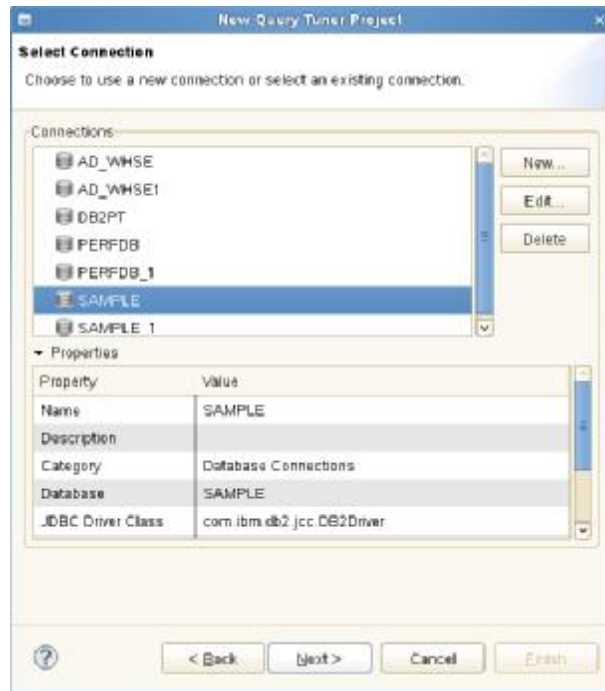 New Query Tuner Project
Select Connection
Choose to use a new connection or select an existing connection.
Connections
AD_WHSE
AD_WHSE1
DB2PT
PERFDB
PERFDB_1
SAMPLE
SAMPLE_1
New...
Edit...
Delete
Properties
Property Value
Name SAMPLE
Description
Category Database Connections
Database SAMPLE
JDBC Driver Class com.ibm.db2.jcc.DB2Driver
?
< Back
Next >
Cancel
Finish